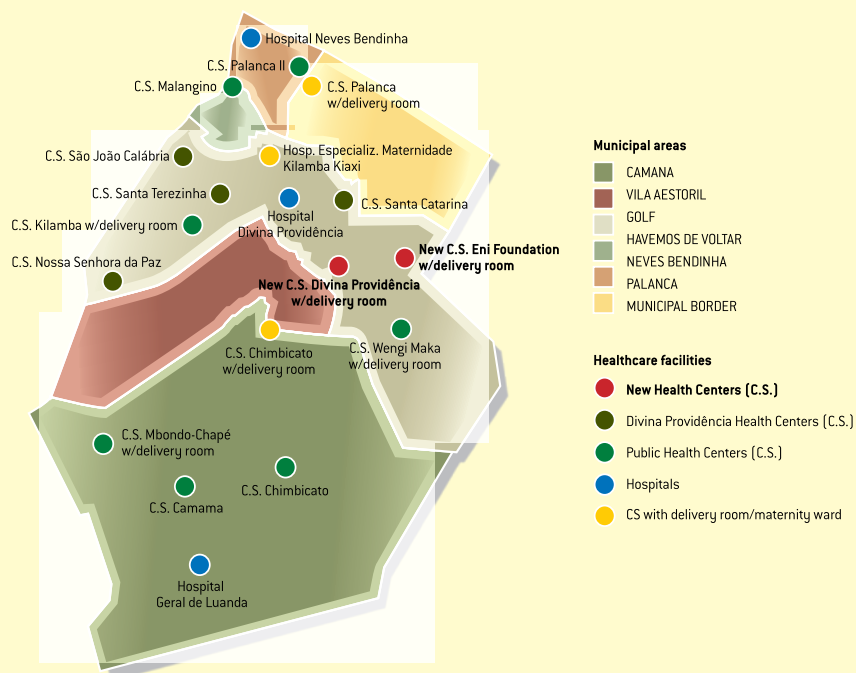 Hospital Neves Bendinha
C.S. Palanca II
C.S. Malangino
C.S. Palanca
w/delivery room
C.S. São João Calábria
Hosp. Especializ. Maternidade
Kilamba Kiaxi
C.S. Santa Terezinha
C.S. Santa Catarina
Hospital
Divina Providência
C.S. Kilamba w/delivery room
C.S. Nossa Senhora da Paz
New C.S. Eni Foundation
w/delivery room
New C.S. Divina Providência
w/delivery room
C.S. Chimbicato
w/delivery room
C.S. Wengi Maka
w/delivery room
C.S. Mbondo-Chapé
w/delivery room
C.S. Chimbicato
C.S. Camama
Hospital
Geral de Luanda
Municipal areas
CAMANA
VILA AESTORIL
GOLF
HAVEMOS DE VOLTAR
NEVES BENDINHA
PALANCA
MUNICIPAL BORDER
Healthcare facilities
New Health Centers (C.S.)
Divina Providência Health Centers (C.S.)
Public Health Centers (C.S.)
Hospitals
CS with delivery room/maternity ward